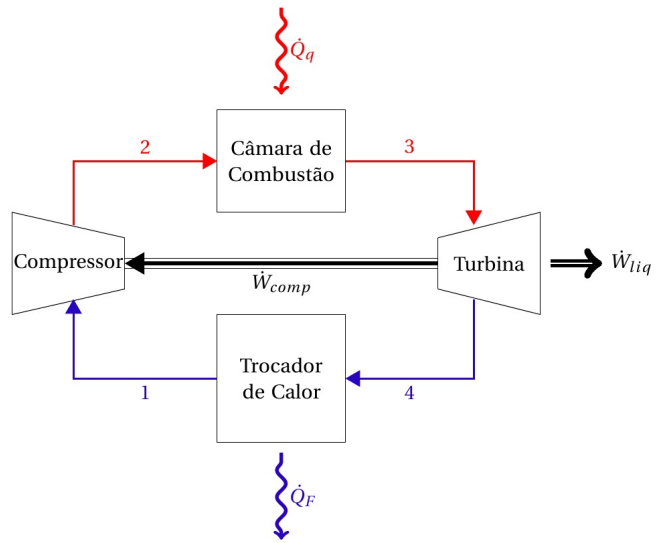 Q̇q
Câmara de
Combustão
2
3
Compressor
Turbina
Ẇliq
Ẇcomp
Trocador
de Calor
1
4
Q̇F